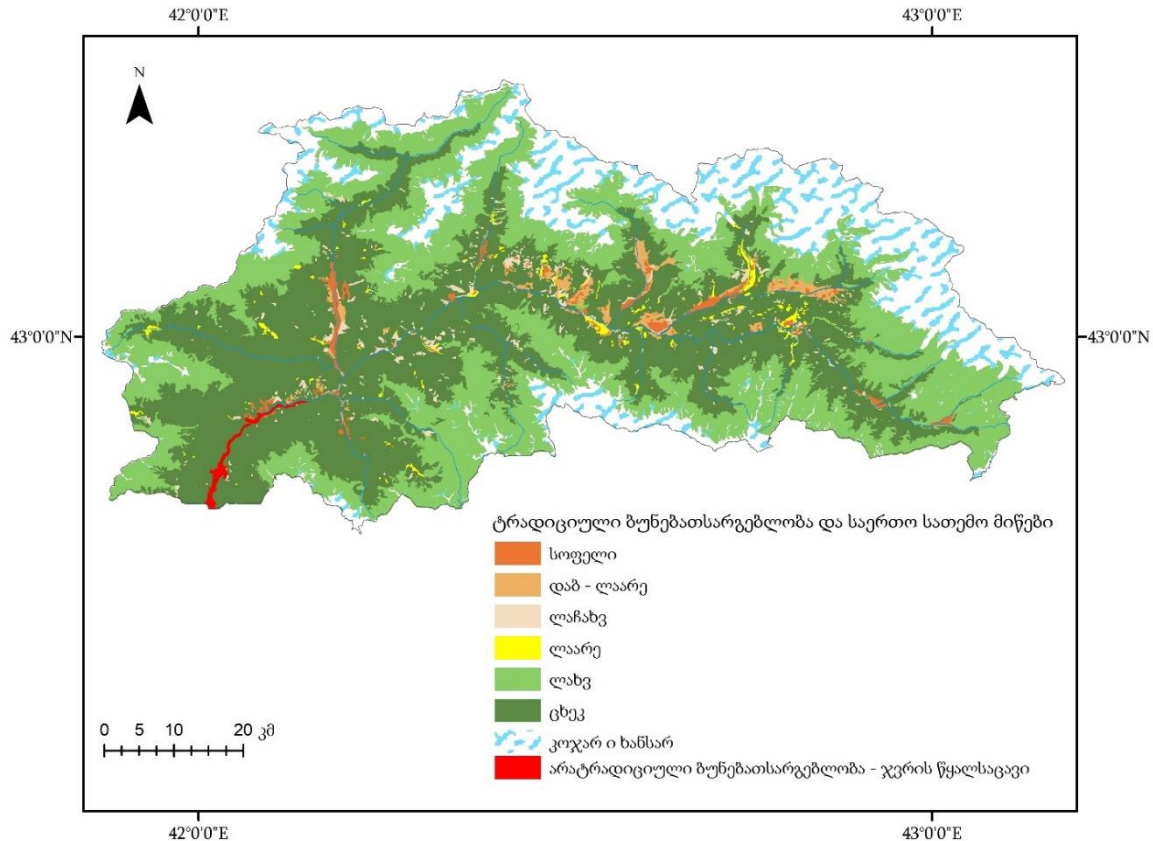 42°0'0"E 43°0'0"E
N
43°0'0"N 43°0'0"N
ტრადიციული ბუნებათსარგებლობა და საერთო სათემო მიწები
სოფელი
დაბ - ლაარე
ლაჩახვ
ლაარე
ლახვ
ცხეკ
0 5 10 20 კმ
კოჯარ ი ხანსარ
არატრადიციული ბუნებათსარგებლობა - ჯვრის წყალსაცავი
42°0'0"E 43°0'0"E